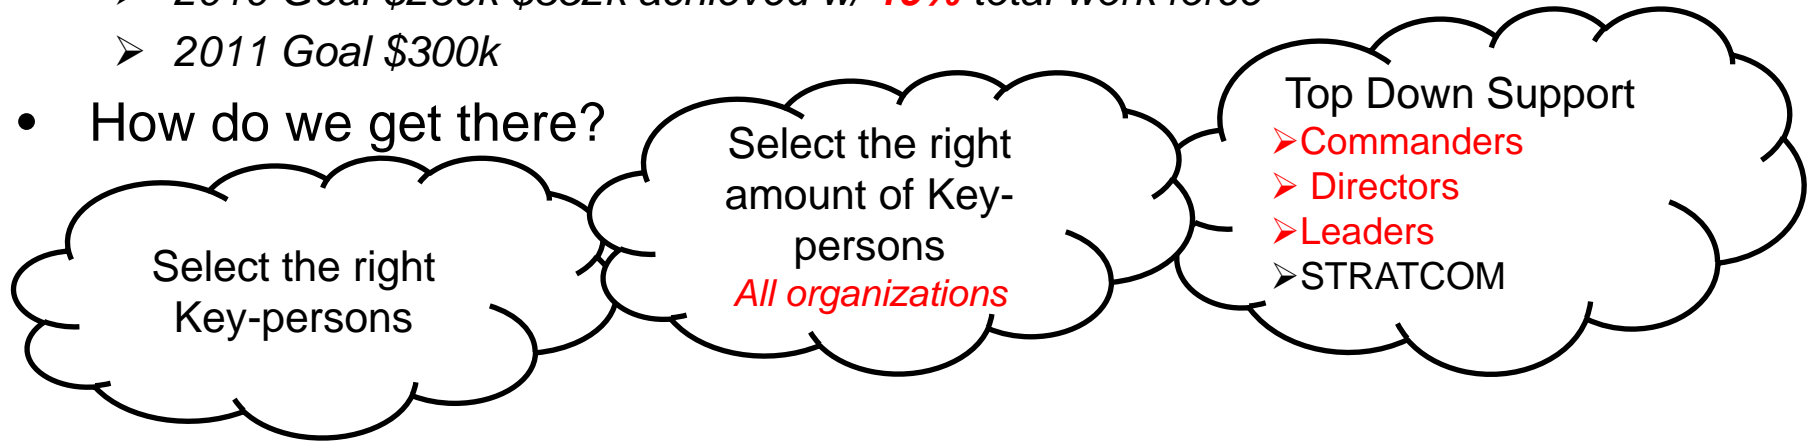 2011 Goal $300k
• How do we get there?
Select the right
Key-persons
Select the right
amount of Key-
persons
All organizations
Top Down Support
➢Commanders
➢ Directors
➢Leaders
➢STRATCOM